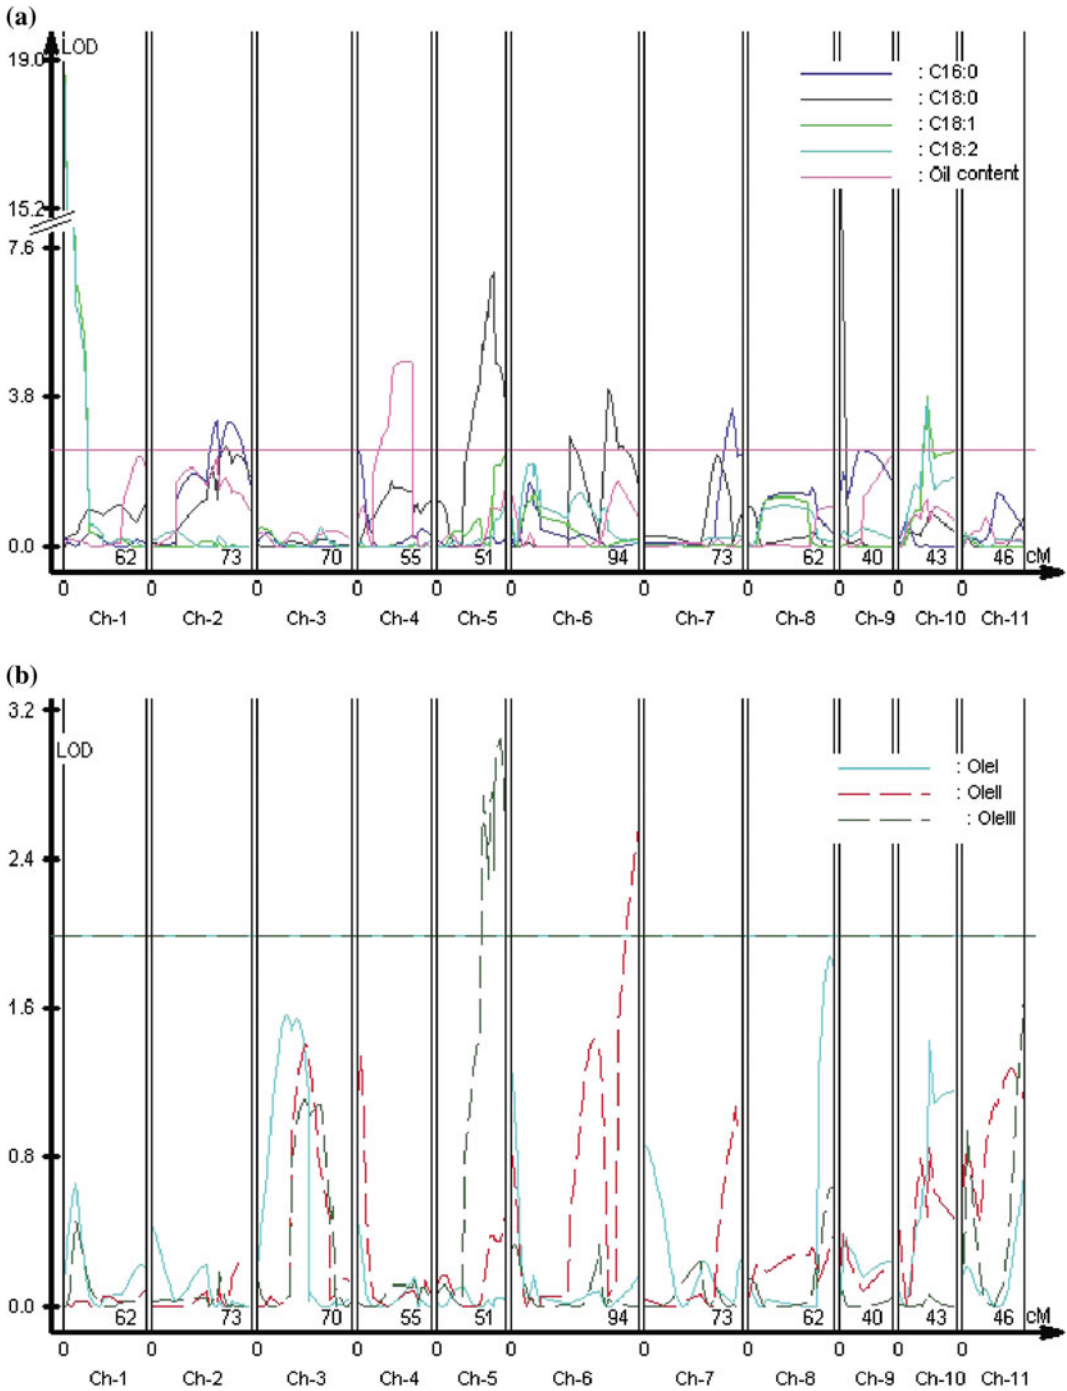 (a)
LOD
19.0
: C16:0
: C18:0
: C18:1
: C18:2
: Oil content
15.2
7.6
3.8
0.0
62 73 70 55 51 94 73 62 40 43 46 cM
0 0 0 0 0 0 0 0 0 0 0
Ch-1 Ch-2 Ch-3 Ch-4 Ch-5 Ch-6 Ch-7 Ch-8 Ch-9 Ch-10 Ch-11
(b)
3.2
LOD
: OleI
: OleII
: OleIII
2.4
1.6
0.8
0.0
62 73 70 55 51 94 73 62 40 43 46 cM
0 0 0 0 0 0 0 0 0 0 0
Ch-1 Ch-2 Ch-3 Ch-4 Ch-5 Ch-6 Ch-7 Ch-8 Ch-9 Ch-10 Ch-11